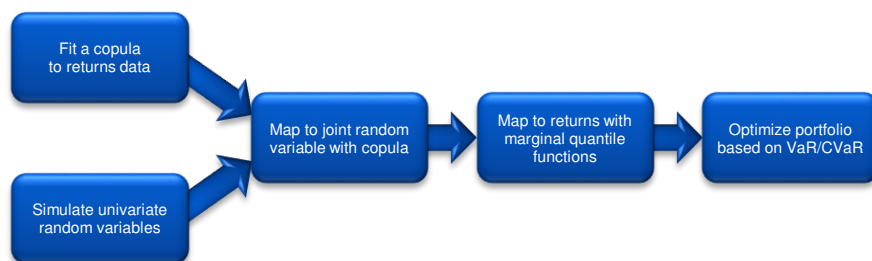 Fit a copula
to returns data
Simulate univariate
random variables
Map to joint random
variable with copula
Map to returns with
marginal quantile
functions
Optimize portfolio
based on VaR/CVaR